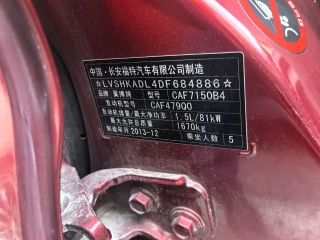 中国·长安福特汽车有限公司制造
☆LVSHKADL4DF684886☆
品牌 翼博牌 型号 CAF7150B4
发动机型号 CAF479Q0
发动机排量/最大净功率 1.5L/81kW
最大允许总质量 1670kg
制造年月 2013-12 乘坐人数 5